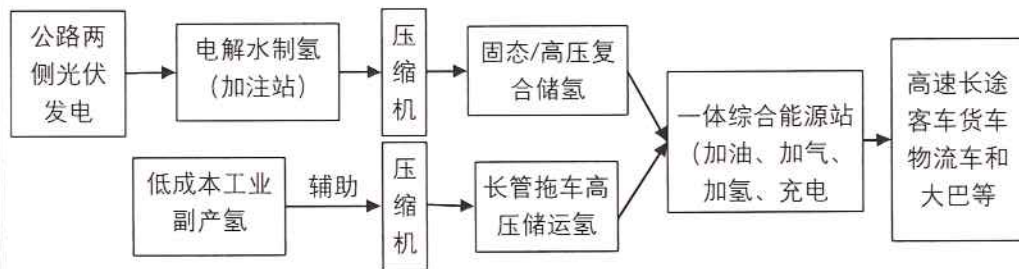 公路两
侧光伏
发电
电解水制氢
（加注站）
压
缩
机
固态/高压复
合储氢
一体综合能源站
（加油、加气、
加氢、充电
高速长途
客车货车
物流车和
大巴等
低成本工业
副产氢
辅助
压
缩
机
长管拖车高
压储运氢